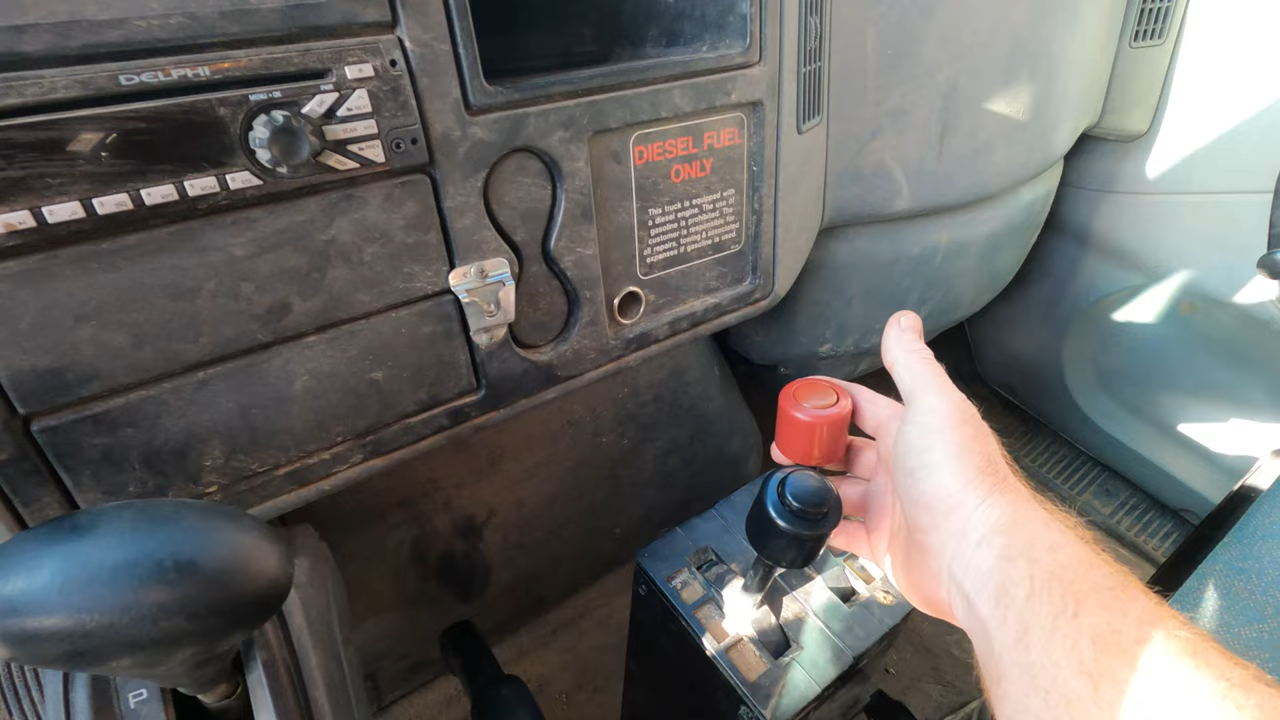 DELPHI
MENU • OK
PWR
NEXT
SCAN
PREV
DIESEL FUEL
ONLY
This truck is equipped with
a diesel engine. The use of
gasoline is prohibited. The
customer is responsible for
all repairs, towing & associated
expenses if gasoline is used.
P